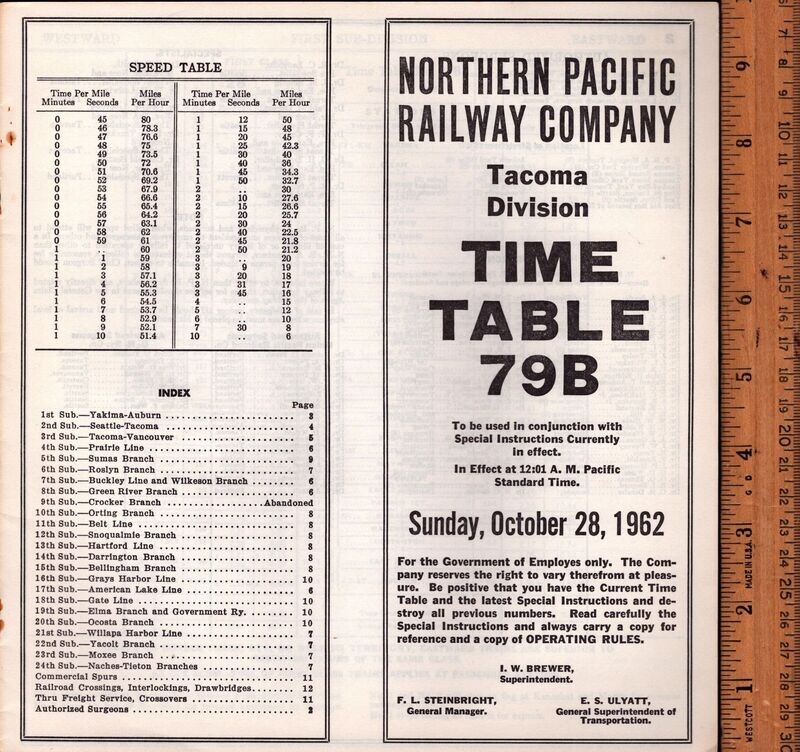 SPEED TABLE
Time Per Mile Miles Time Per Mile Miles
Minutes Seconds Per Hour Minutes Seconds Per Hour
0 45 80 1 12 50
0 46 78.3 1 15 48
0 47 76.6 1 20 45
0 48 75 1 25 42.3
0 49 73.5 1 30 40
0 50 72 1 40 36
0 51 70.6 1 45 34.3
0 52 69.2 1 50 32.7
0 53 67.9 2 .. 30
0 54 66.6 2 10 27.6
0 55 65.4 2 15 26.6
0 56 64.2 2 20 25.7
0 57 63.1 2 30 24
0 58 62 2 40 22.5
0 59 61 2 45 21.8
1 .. 60 2 50 21.2
1 1 59 3 .. 20
1 2 58 3 9 19
1 3 57.1 3 20 18
1 4 56.2 3 31 17
1 5 55.3 3 45 16
1 6 54.5 4 .. 15
1 7 53.7 5 .. 12
1 8 52.9 6 .. 10
1 9 52.1 7 30 8
1 10 51.4 10 .. 6
INDEX
Page
1st Sub.—Yakima-Auburn 3
2nd Sub.—Seattle-Tacoma 4
3rd Sub.—Tacoma-Vancouver 5
4th Sub.—Prairie Line 6
5th Sub.—Sumas Branch 9
6th Sub.—Roslyn Branch 7
7th Sub.—Buckley Line and Wilkeson Branch 6
8th Sub.—Green River Branch 6
9th Sub.—Crocker Branch Abandoned
10th Sub.—Orting Branch 8
11th Sub.—Belt Line 8
12th Sub.—Snoqualmie Branch 8
13th Sub.—Hartford Line 8
14th Sub.—Darrington Branch 8
15th Sub.—Bellingham Branch 8
16th Sub.—Grays Harbor Line 10
17th Sub.—American Lake Line 6
18th Sub.—Gate Line 10
19th Sub.—Elma Branch and Government Ry. 10
20th Sub.—Ocosta Branch 10
21st Sub.—Willapa Harbor Line 7
22nd Sub.—Yacolt Branch 7
23rd Sub.—Moxee Branch 7
24th Sub.—Naches-Tieton Branches 7
Commercial Spurs 11
Railroad Crossings, Interlockings, Drawbridges 12
Thru Freight Service, Crossovers 11
Authorized Surgeons 2
NORTHERN PACIFIC
RAILWAY COMPANY
Tacoma
Division
TIME
TABLE
79B
To be used in conjunction with
Special Instructions Currently
in effect.
In Effect at 12:01 A. M. Pacific
Standard Time.
Sunday, October 28, 1962
For the Government of Employes only. The Com-
pany reserves the right to vary therefrom at pleas-
ure. Be positive that you have the Current Time
Table and the latest Special Instructions and de-
stroy all previous numbers. Read carefully the
Special Instructions and always carry a copy for
reference and a copy of OPERATING RULES.
I. W. BREWER,
Superintendent.
F. L. STEINBRIGHT,
General Manager.
E. S. ULYATT,
General Superintendent of
Transportation.
9
8
7
6
5
4
3
2
1
MADE IN U.S.A.
WESTCOTT